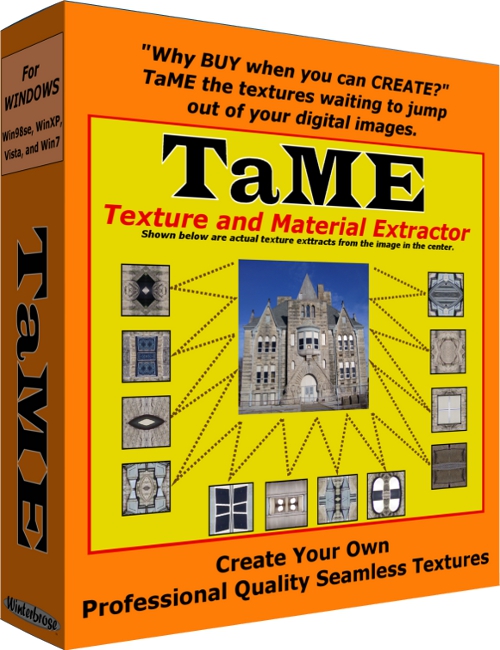 For
WINDOWS
Win98se, WinXP,
Vista, and Win7
TaME
Winterbrose
"Why BUY when you can CREATE?"
TaME the textures waiting to jump
out of your digital images.
TaME
Texture and Material Extractor
Shown below are actual texture exttracts from the image in the center.
Create Your Own
Professional Quality Seamless Textures